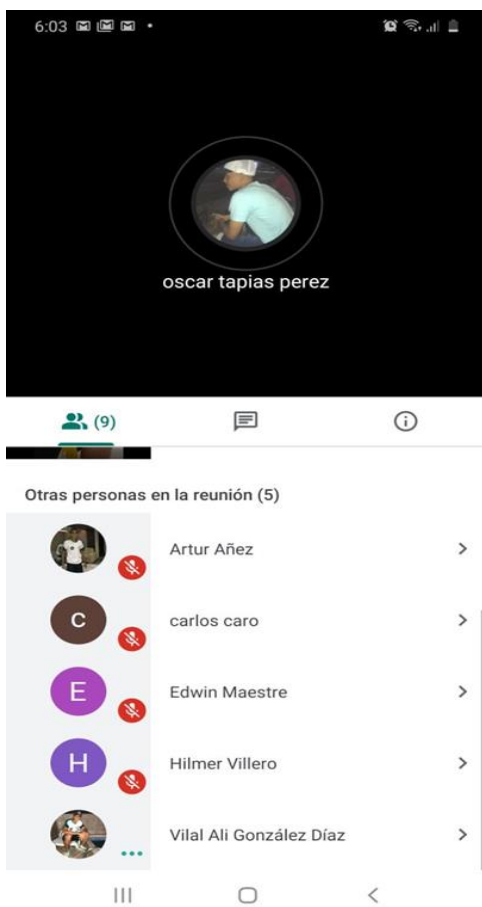 6:03
oscar tapias perez
(9)
Otras personas en la reunión (5)
Artur Añez
c carlos caro
E Edwin Maestre
H Hilmer Villero
Vilal Ali González Díaz